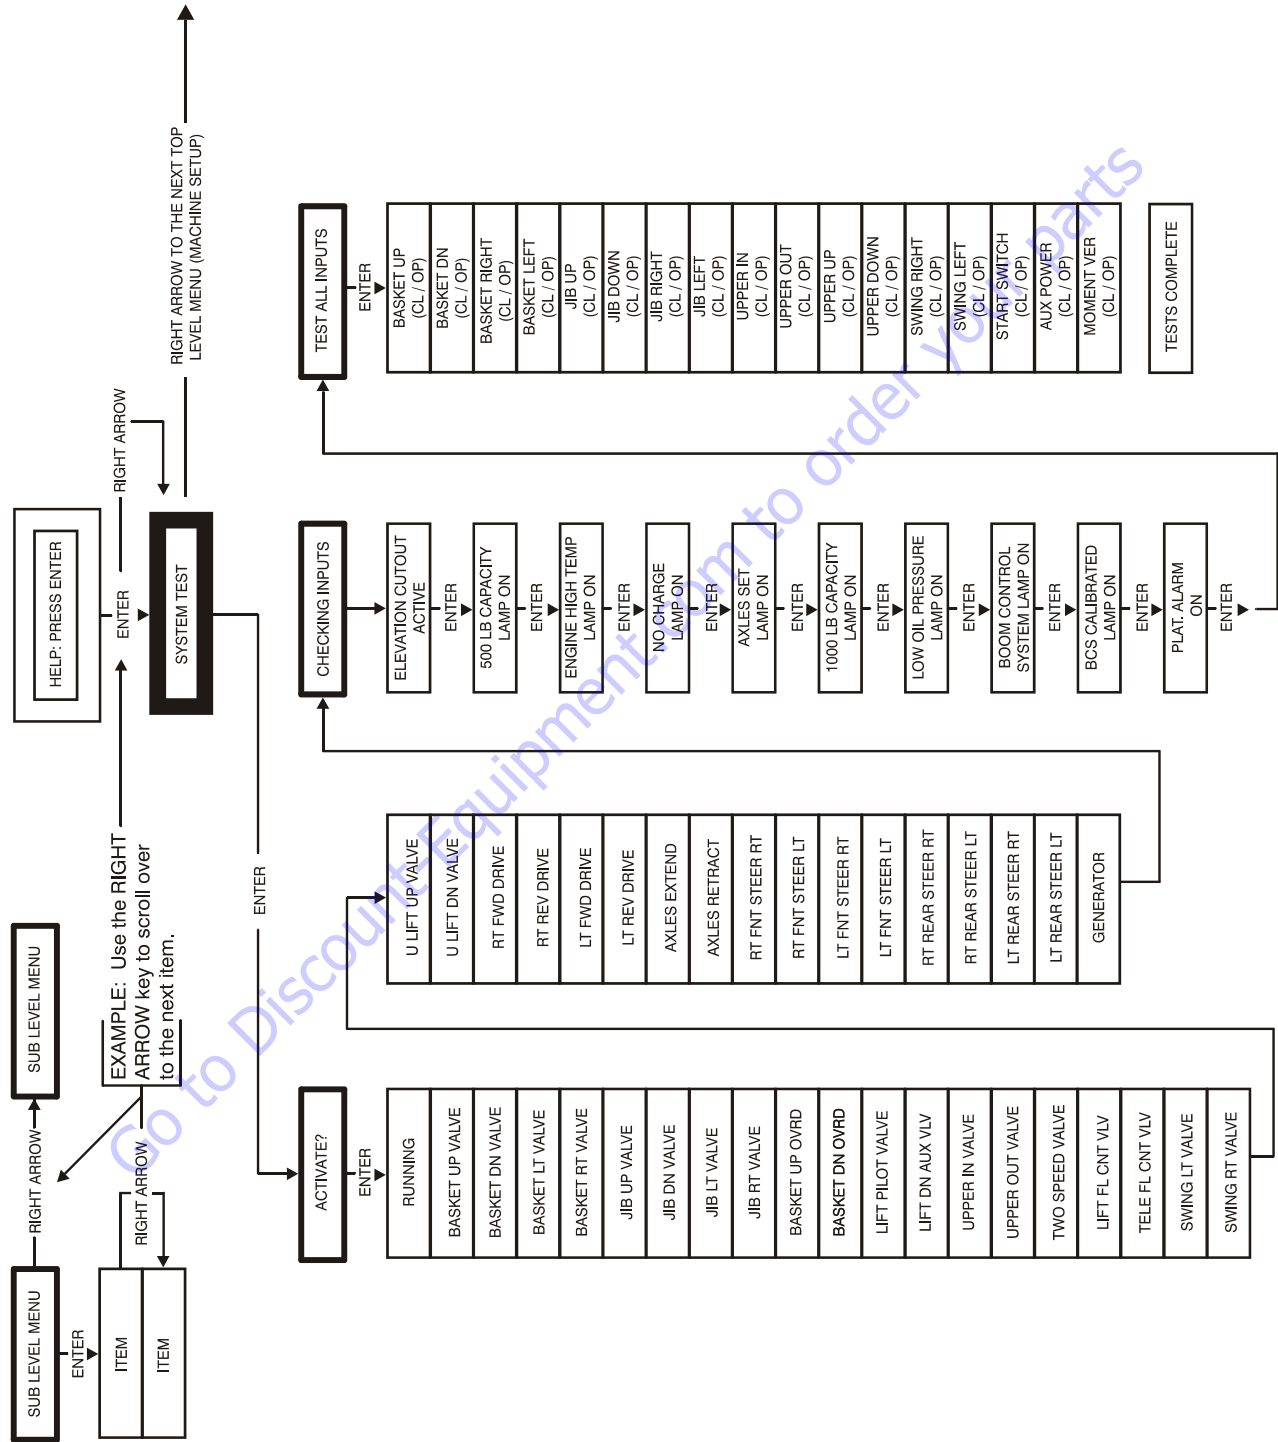 SUB LEVEL MENU
RIGHT ARROW
SUB LEVEL MENU
ENTER
ITEM
ITEM
RIGHT ARROW
EXAMPLE: Use the RIGHT
ARROW key to scroll over
to the next item.
HELP: PRESS ENTER
ENTER
RIGHT ARROW
SYSTEM TEST
RIGHT ARROW TO THE NEXT TOP
LEVEL MENU (MACHINE SETUP)
ENTER
ACTIVATE?
ENTER
RUNNING
BASKET UP VALVE
BASKET DN VALVE
BASKET LT VALVE
BASKET RT VALVE
JIB UP VALVE
JIB DN VALVE
JIB LT VALVE
JIB RT VALVE
BASKET UP OVRD
BASKET DN OVRD
LIFT PILOT VALVE
LIFT DN AUX VLV
UPPER IN VALVE
UPPER OUT VALVE
TWO SPEED VALVE
LIFT FL CNT VLV
TELE FL CNT VLV
SWING LT VALVE
SWING RT VALVE
U LIFT UP VALVE
U LIFT DN VALVE
RT FWD DRIVE
RT REV DRIVE
LT FWD DRIVE
LT REV DRIVE
AXLES EXTEND
AXLES RETRACT
RT FNT STEER RT
RT FNT STEER LT
LT FNT STEER RT
LT FNT STEER LT
RT REAR STEER RT
RT REAR STEER LT
LT REAR STEER RT
LT REAR STEER LT
GENERATOR
CHECKING INPUTS
ELEVATION CUTOUT
ACTIVE
ENTER
500 LB CAPACITY
LAMP ON
ENTER
ENGINE HIGH TEMP
LAMP ON
ENTER
NO CHARGE
LAMP ON
ENTER
AXLES SET
LAMP ON
ENTER
1000 LB CAPACITY
LAMP ON
ENTER
LOW OIL PRESSURE
LAMP ON
ENTER
BOOM CONTROL
SYSTEM LAMP ON
ENTER
BCS CALIBRATED
LAMP ON
ENTER
PLAT. ALARM
ON
ENTER
TEST ALL INPUTS
ENTER
BASKET UP
(CL / OP)
BASKET DN
(CL / OP)
BASKET RIGHT
(CL / OP)
BASKET LEFT
(CL / OP)
JIB UP
(CL / OP)
JIB DOWN
(CL / OP)
JIB RIGHT
(CL / OP)
JIB LEFT
(CL / OP)
UPPER IN
(CL / OP)
UPPER OUT
(CL / OP)
UPPER UP
(CL / OP)
UPPER DOWN
(CL / OP)
SWING RIGHT
(CL / OP)
SWING LEFT
(CL / OP)
START SWITCH
(CL / OP)
AUX POWER
(CL / OP)
MOMENT VER
(CL / OP)
TESTS COMPLETE
Go to Discount-Equipment.com to order your parts